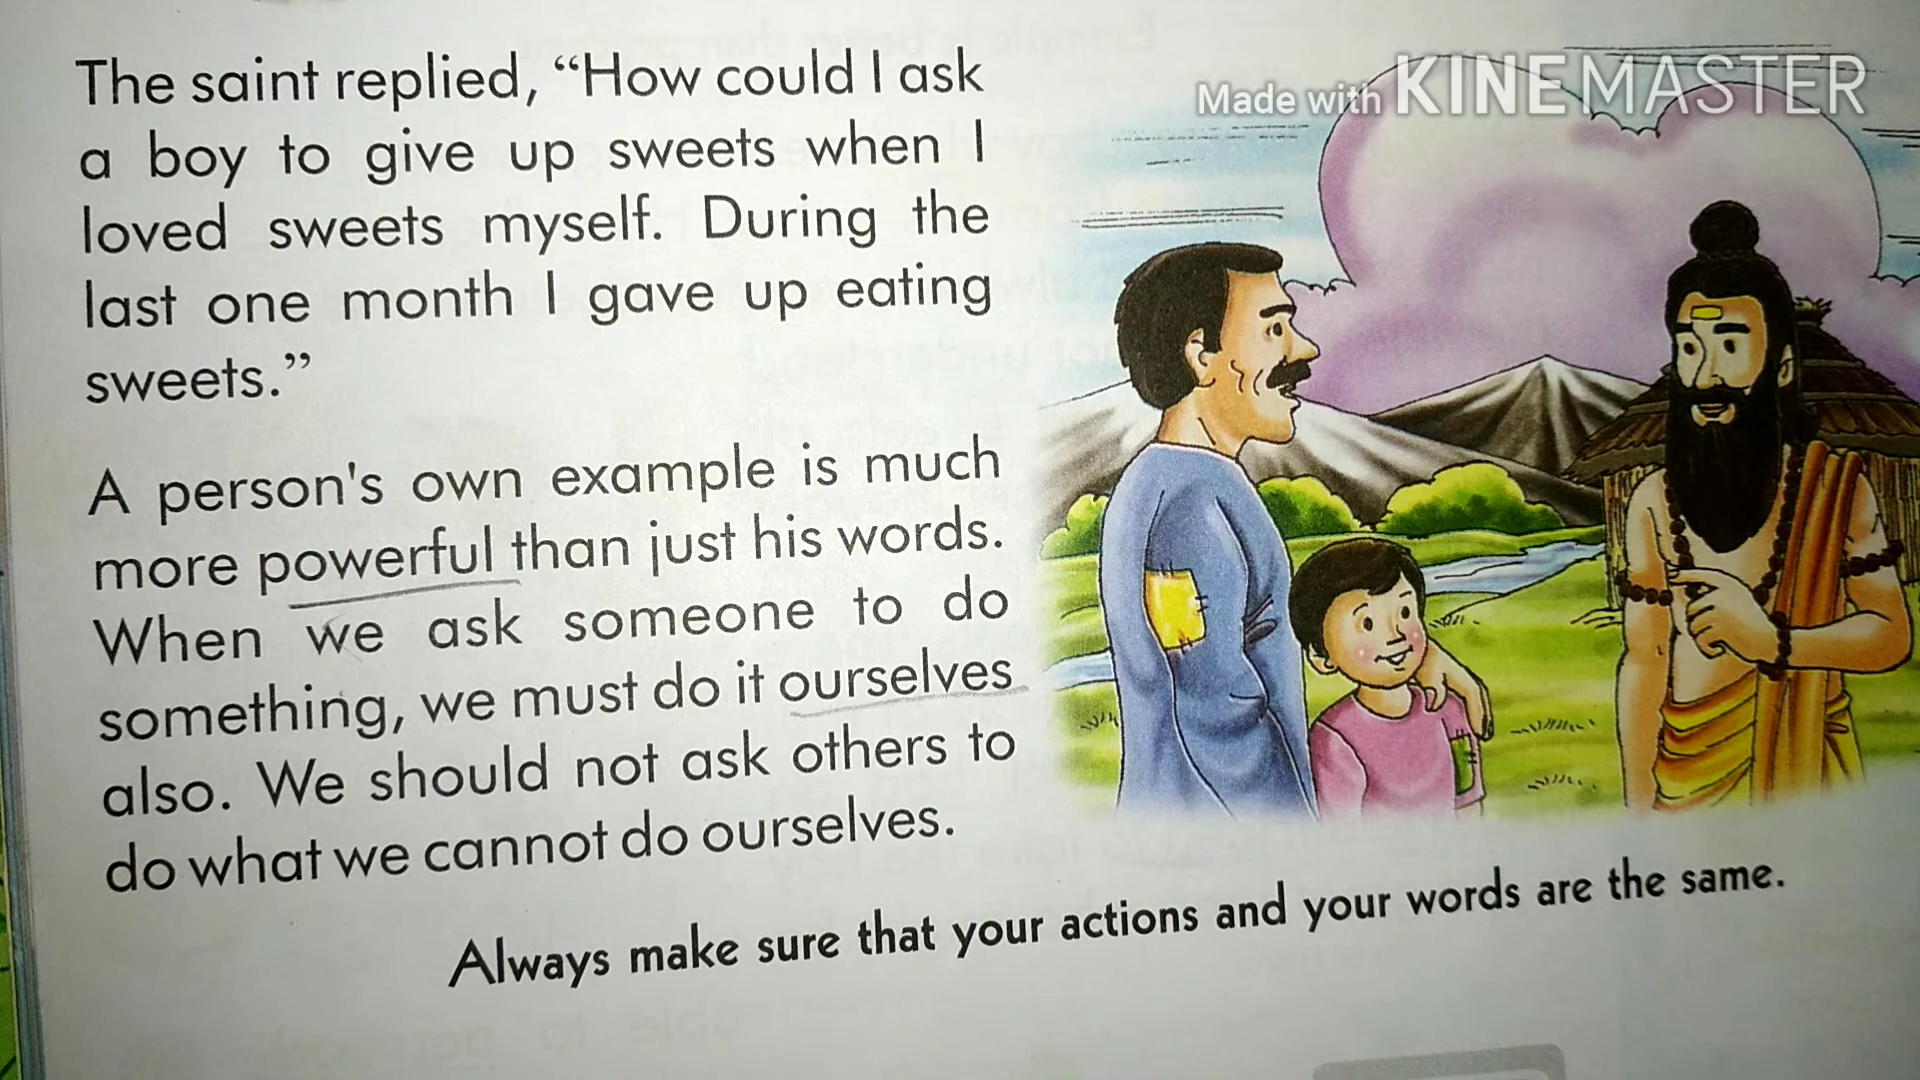 Made with KINEMASTER
The saint replied, “How could I ask
a boy to give up sweets when I
loved sweets myself. During the
last one month I gave up eating
sweets.”
A person's own example is much
more powerful than just his words.
When we ask someone to do
something, we must do it ourselves
also. We should not ask others to
do what we cannot do ourselves.
Always make sure that your actions and your words are the same.